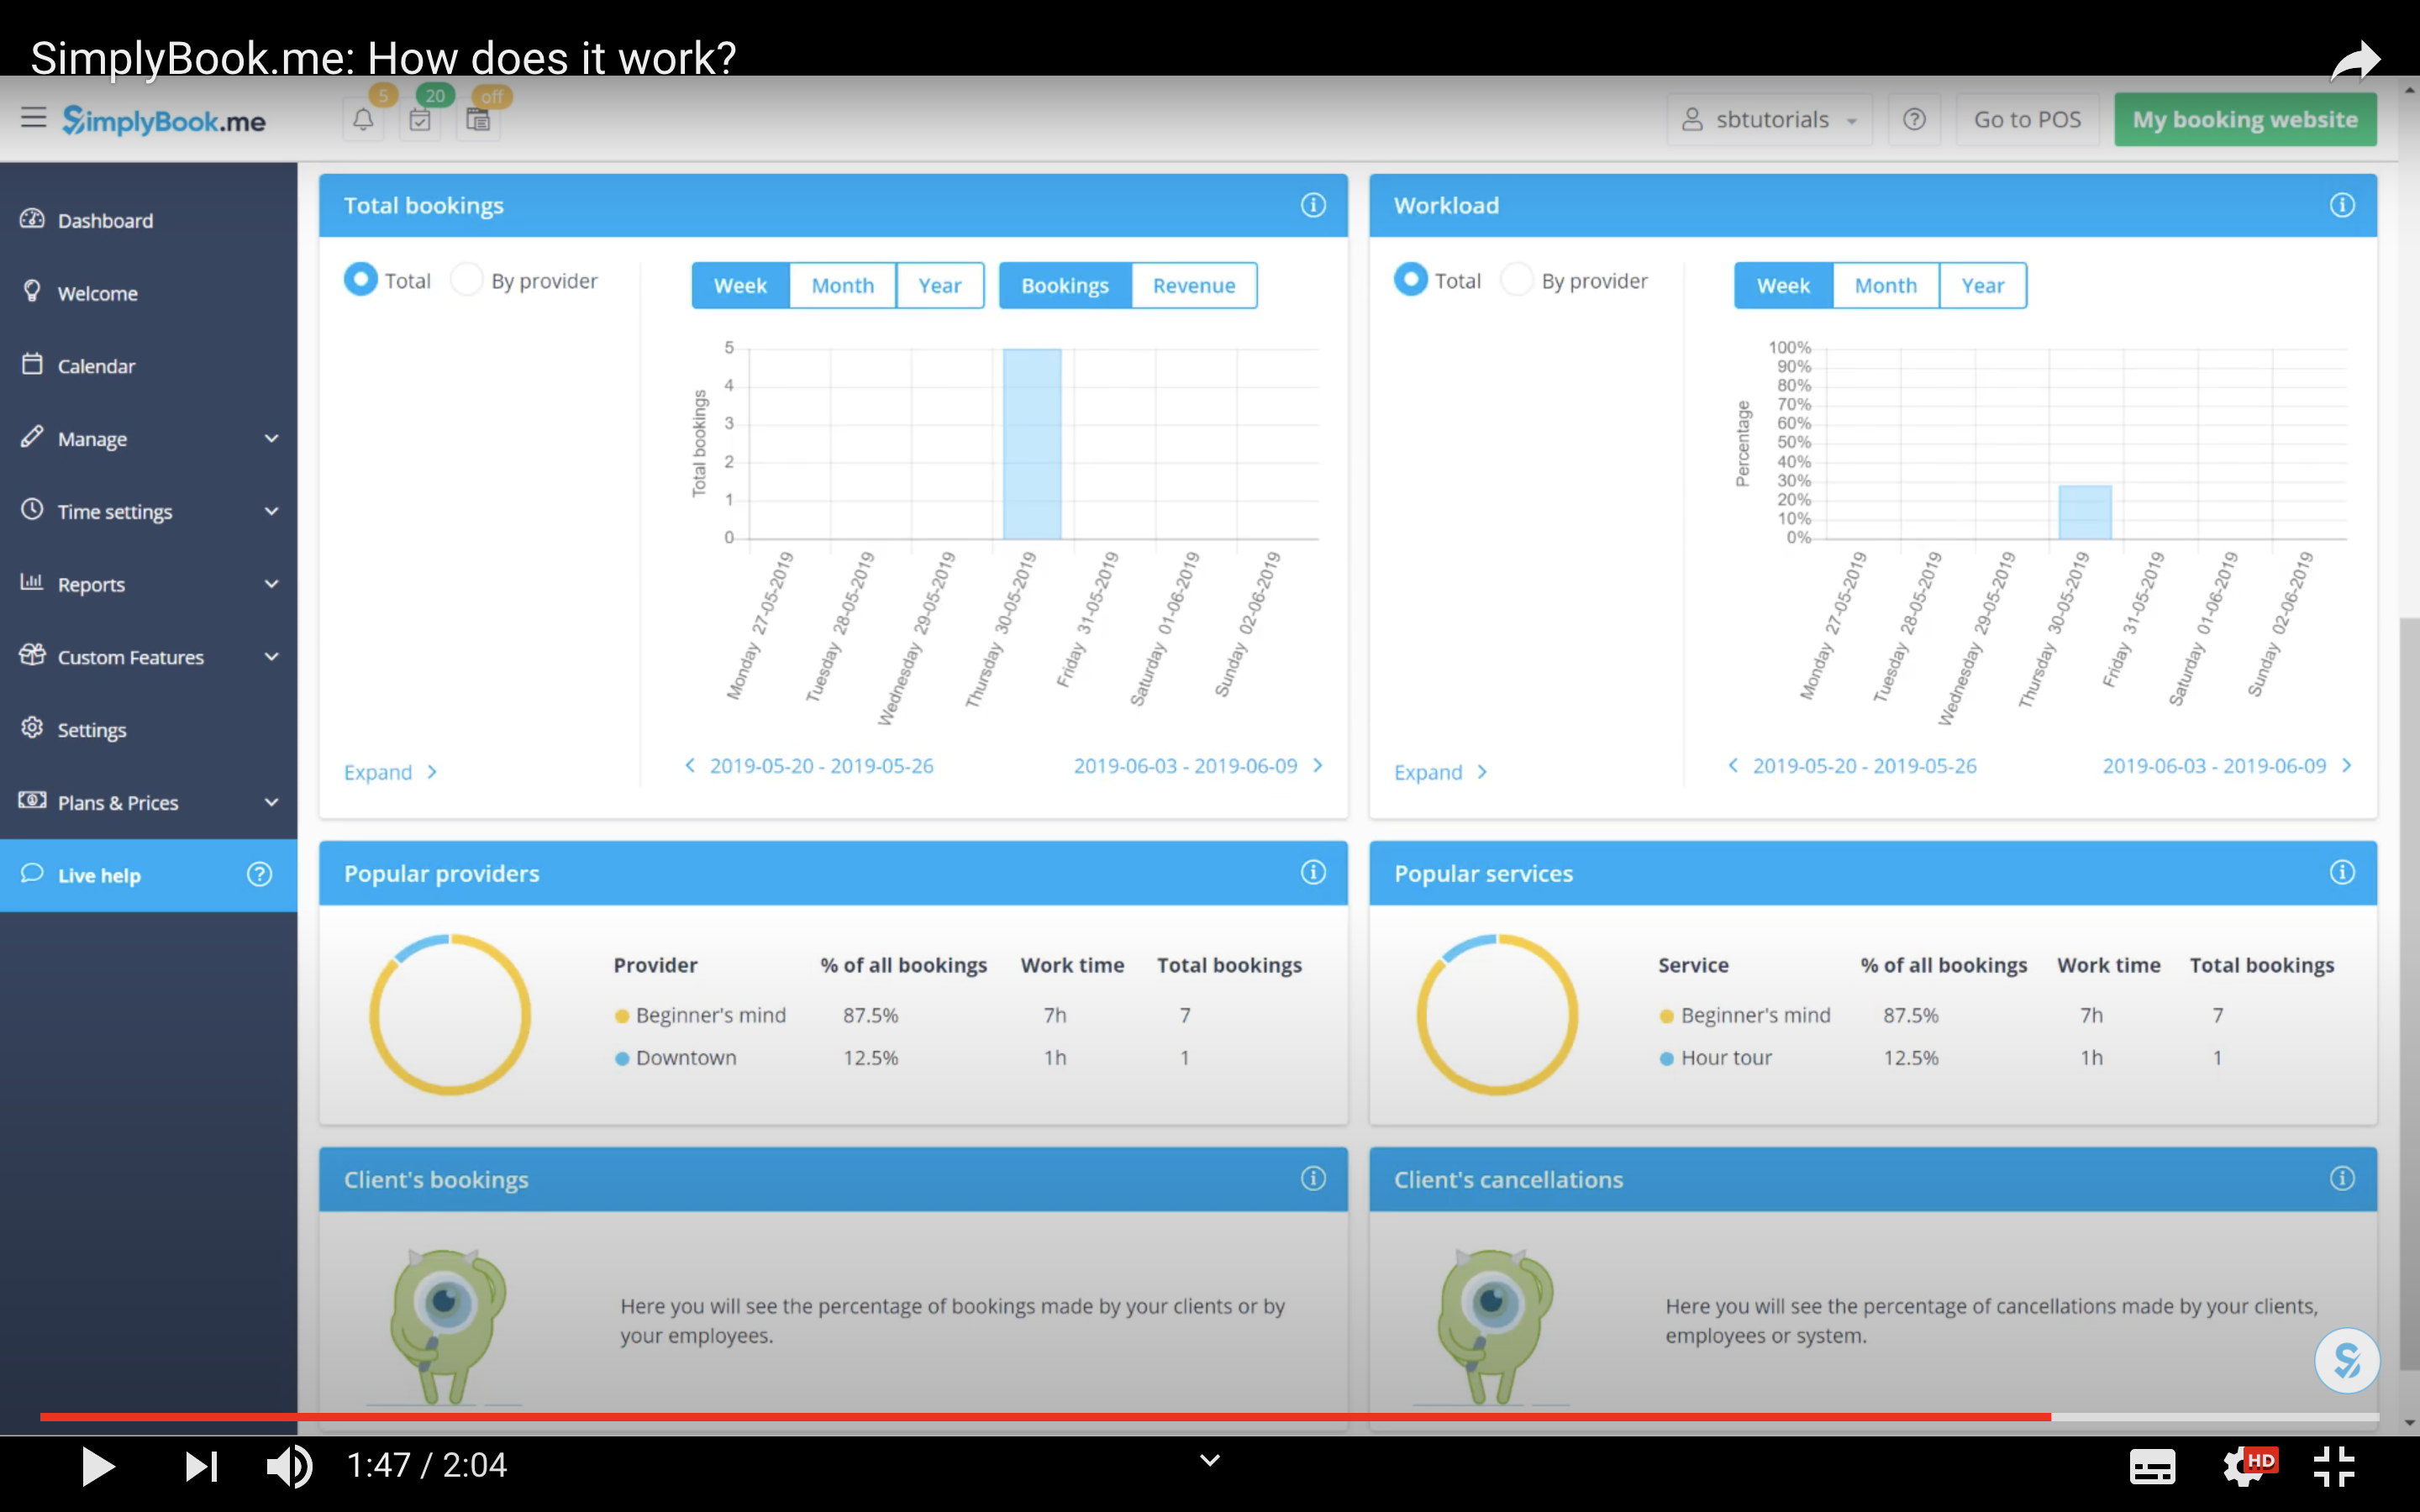 SimplyBook.me: How does it work?
SimplyBook.me
5
20
off
sbtutorials
Go to POS
My booking website
Dashboard
Welcome
Calendar
Manage
Time settings
Reports
Custom Features
Settings
Plans & Prices
Live help
Total bookings
Total
By provider
Week Month Year
Bookings Revenue
Total bookings
5
4
3
2
1
0
Monday 27-05-2019
Tuesday 28-05-2019
Wednesday 29-05-2019
Thursday 30-05-2019
Friday 31-05-2019
Saturday 01-06-2019
Sunday 02-06-2019
Expand
2019-05-20 - 2019-05-26
2019-06-03 - 2019-06-09
Workload
Total
By provider
Week Month Year
Percentage
100%
90%
80%
70%
60%
50%
40%
30%
20%
10%
0%
Monday 27-05-2019
Tuesday 28-05-2019
Wednesday 29-05-2019
Thursday 30-05-2019
Friday 31-05-2019
Saturday 01-06-2019
Sunday 02-06-2019
Expand
2019-05-20 - 2019-05-26
2019-06-03 - 2019-06-09
Popular providers
Provider % of all bookings Work time Total bookings
Beginner's mind 87.5% 7h 7
Downtown 12.5% 1h 1
Popular services
Service % of all bookings Work time Total bookings
Beginner's mind 87.5% 7h 7
Hour tour 12.5% 1h 1
Client's bookings
Here you will see the percentage of bookings made by your clients or by
your employees.
Client's cancellations
Here you will see the percentage of cancellations made by your clients,
employees or system.
1:47 / 2:04
HD